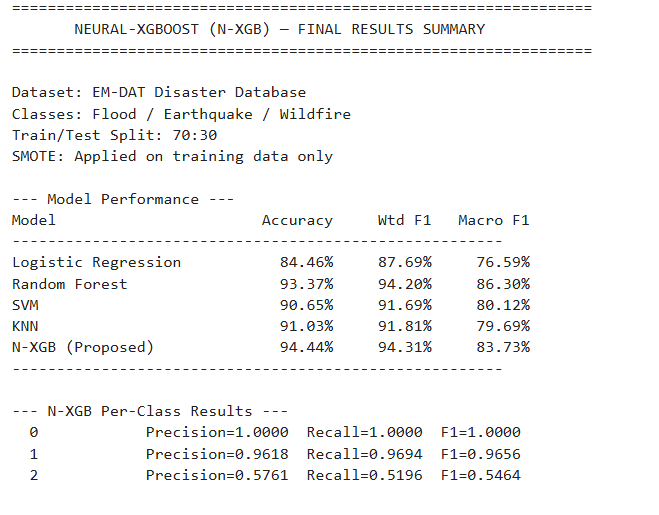 =================================================================
NEURAL-XGBOOST (N-XGB) — FINAL RESULTS SUMMARY
=================================================================
Dataset: EM-DAT Disaster Database
Classes: Flood / Earthquake / Wildfire
Train/Test Split: 70:30
SMOTE: Applied on training data only
--- Model Performance ---
Model Accuracy Wtd F1 Macro F1
-------------------------------------------------------
Logistic Regression 84.46% 87.69% 76.59%
Random Forest 93.37% 94.20% 86.30%
SVM 90.65% 91.69% 80.12%
KNN 91.03% 91.81% 79.69%
N-XGB (Proposed) 94.44% 94.31% 83.73%
-------------------------------------------------------
--- N-XGB Per-Class Results ---
0 Precision=1.0000 Recall=1.0000 F1=1.0000
1 Precision=0.9618 Recall=0.9694 F1=0.9656
2 Precision=0.5761 Recall=0.5196 F1=0.5464